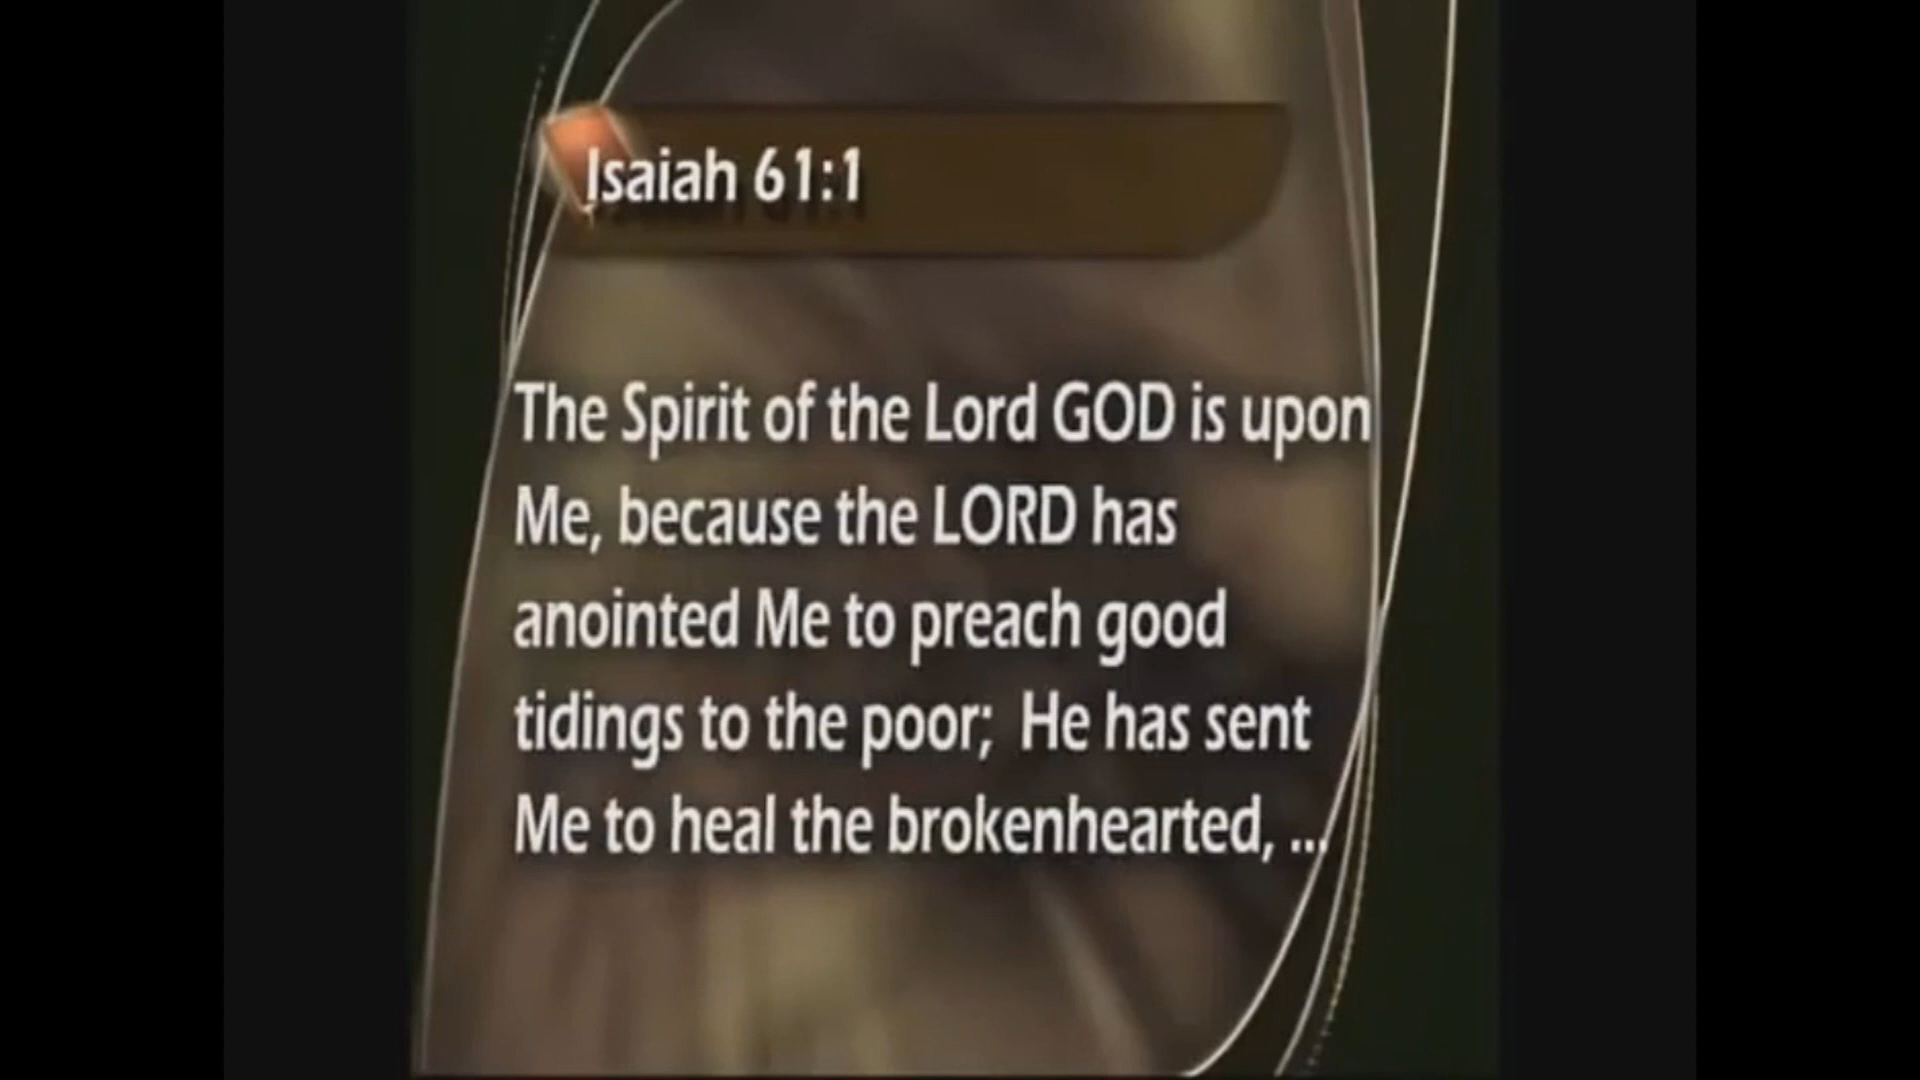 Isaiah 61:1
The Spirit of the Lord GOD is upon
Me, because the LORD has
anointed Me to preach good
tidings to the poor;  He has sent
Me to heal the brokenhearted, ...